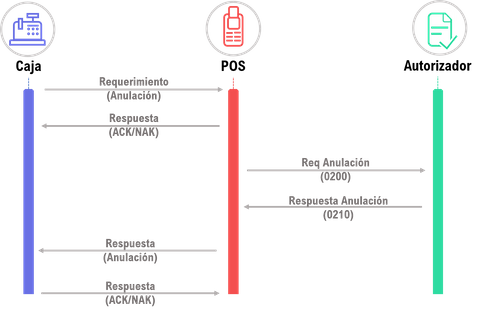 Caja
POS
Autorizador
Requerimiento
(Anulación)
Respuesta
(ACK/NAK)
Req Anulación
(0200)
Respuesta Anulación
(0210)
Respuesta
(Anulación)
Respuesta
(ACK/NAK)